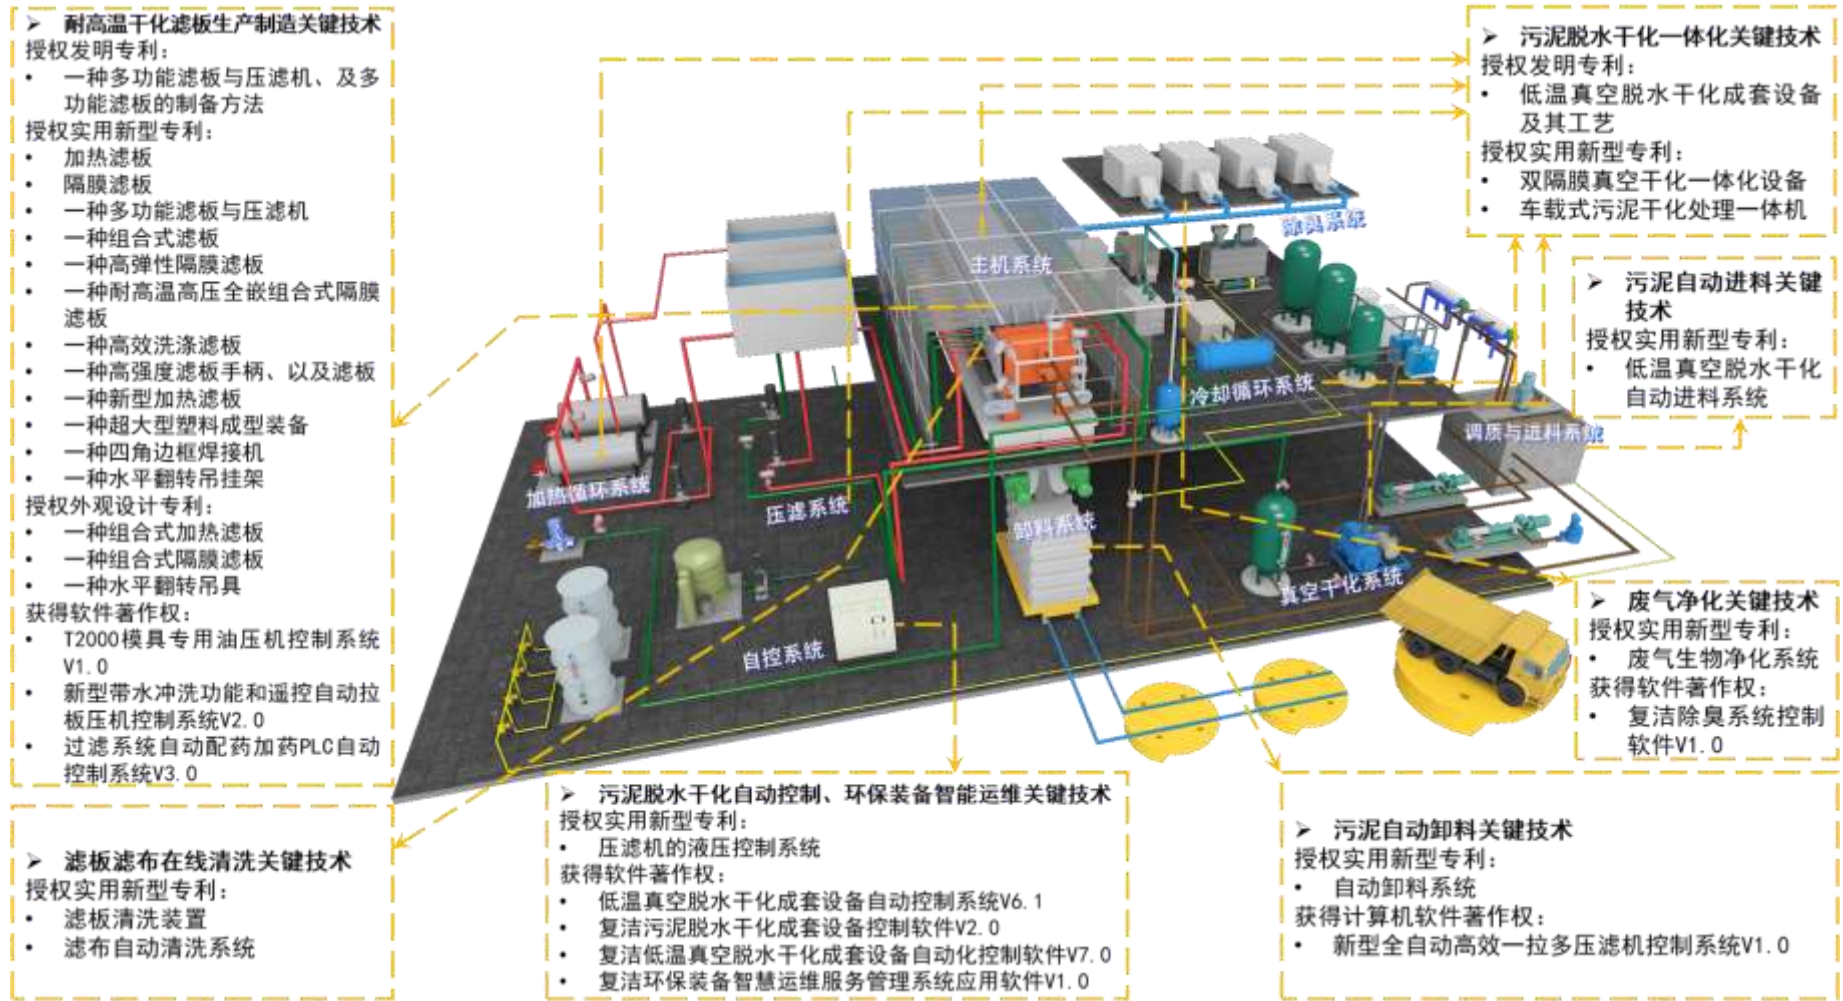 ➢ 耐高温干化滤板生产制造关键技术
授权发明专利：
• 一种多功能滤板与压滤机、及多
功能滤板的制备方法
授权实用新型专利：
• 加热滤板
• 隔膜滤板
• 一种多功能滤板与压滤机
• 一种组合式滤板
• 一种高弹性隔膜滤板
• 一种耐高温高压全嵌组合式隔膜
滤板
• 一种高效洗涤滤板
• 一种高强度滤板手柄、以及滤板
• 一种新型加热滤板
• 一种超大型塑料成型装备
• 一种四角边框焊接机
• 一种水平翻转吊挂架
授权外观设计专利：
• 一种组合式加热滤板
• 一种组合式隔膜滤板
• 一种水平翻转吊具
获得软件著作权：
• T2000模具专用油压机控制系统
V1.0
• 新型带水冲洗功能和遥控自动拉
板压机控制系统V2.0
• 过滤系统自动配药加药PLC自动
控制系统V3.0
➢ 滤板滤布在线清洗关键技术
授权实用新型专利：
• 滤板清洗装置
• 滤布自动清洗系统
主机系统
除臭系统
冷却循环系统
调质与进料系统
加热循环系统
压滤系统
卸料系统
真空干化系统
自控系统
➢ 污泥脱水干化自动控制、环保装备智能运维关键技术
授权实用新型专利：
• 压滤机的液压控制系统
获得软件著作权：
• 低温真空脱水干化成套设备自动控制系统V6.1
• 复洁污泥脱水干化成套设备控制软件V2.0
• 复洁低温真空脱水干化成套设备自动化控制软件V7.0
• 复洁环保装备智慧运维服务管理系统应用软件V1.0
➢ 污泥脱水干化一体化关键技术
授权发明专利：
• 低温真空脱水干化成套设备
及其工艺
授权实用新型专利：
• 双隔膜真空干化一体化设备
• 车载式污泥干化处理一体机
➢ 污泥自动进料关键
技术
授权实用新型专利：
• 低温真空脱水干化
自动进料系统
➢ 废气净化关键技术
授权实用新型专利：
• 废气生物净化系统
获得软件著作权：
• 复洁除臭系统控制
软件V1.0
➢ 污泥自动卸料关键技术
授权实用新型专利：
• 自动卸料系统
获得计算机软件著作权：
• 新型全自动高效一拉多压滤机控制系统V1.0